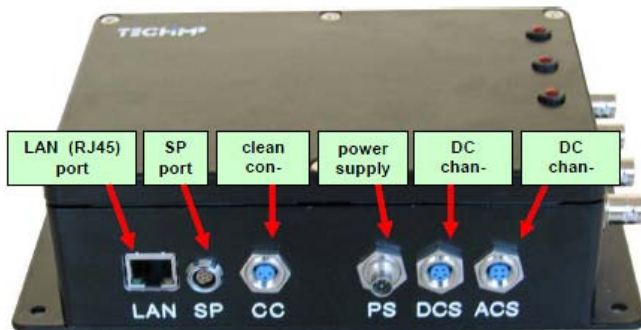 TECHIMP
LAN (RJ45)
port
SP
port
clean
con-
power
supply
DC
chan-
DC
chan-
LAN SP CC PS DCS ACS